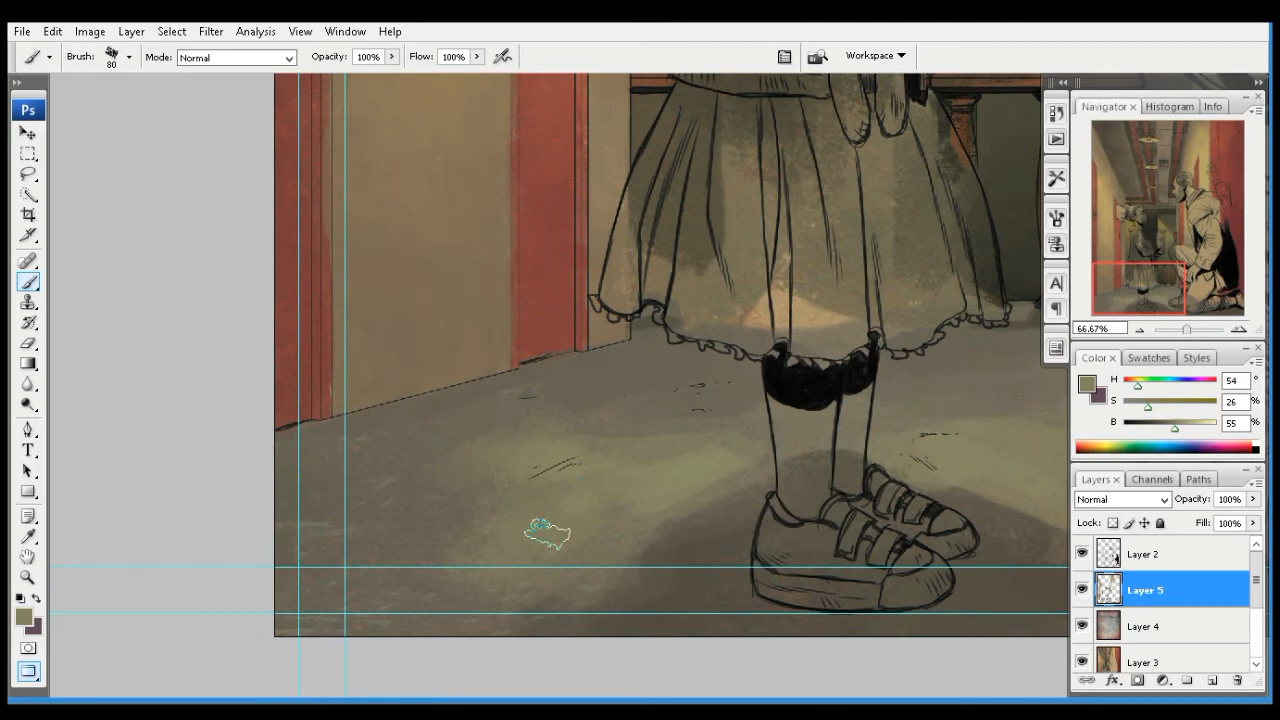 File Edit Image Layer Select Filter Analysis View Window Help
Brush: 80 Mode: Normal Opacity: 100% Flow: 100% Workspace
Ps
Navigator Histogram Info
66.67%
Color Swatches Styles
H 54 °
S 26 %
B 55 %
Layers Channels Paths
Normal Opacity: 100%
Lock: Fill: 100%
Layer 2
Layer 5
Layer 4
Layer 3